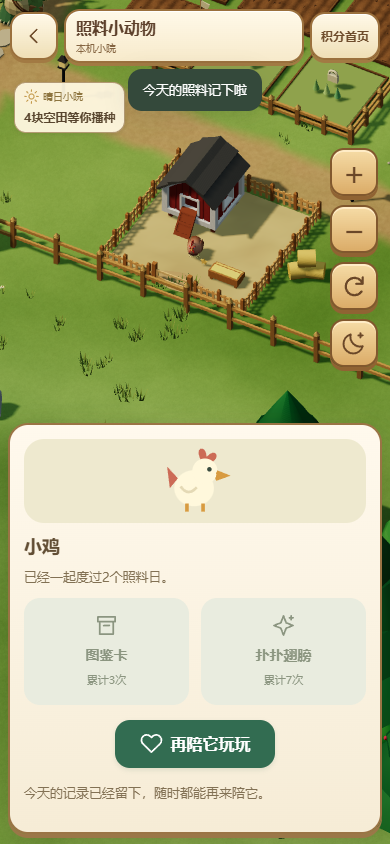 照料小动物
本机小院
积分首页
今天的照料记下啦
晴日小院
4块空田等你播种
小鸡
已经一起度过2个照料日。
图鉴卡
累计3次
扑扑翅膀
累计7次
再陪它玩玩
今天的记录已经留下，随时都能再来陪它。